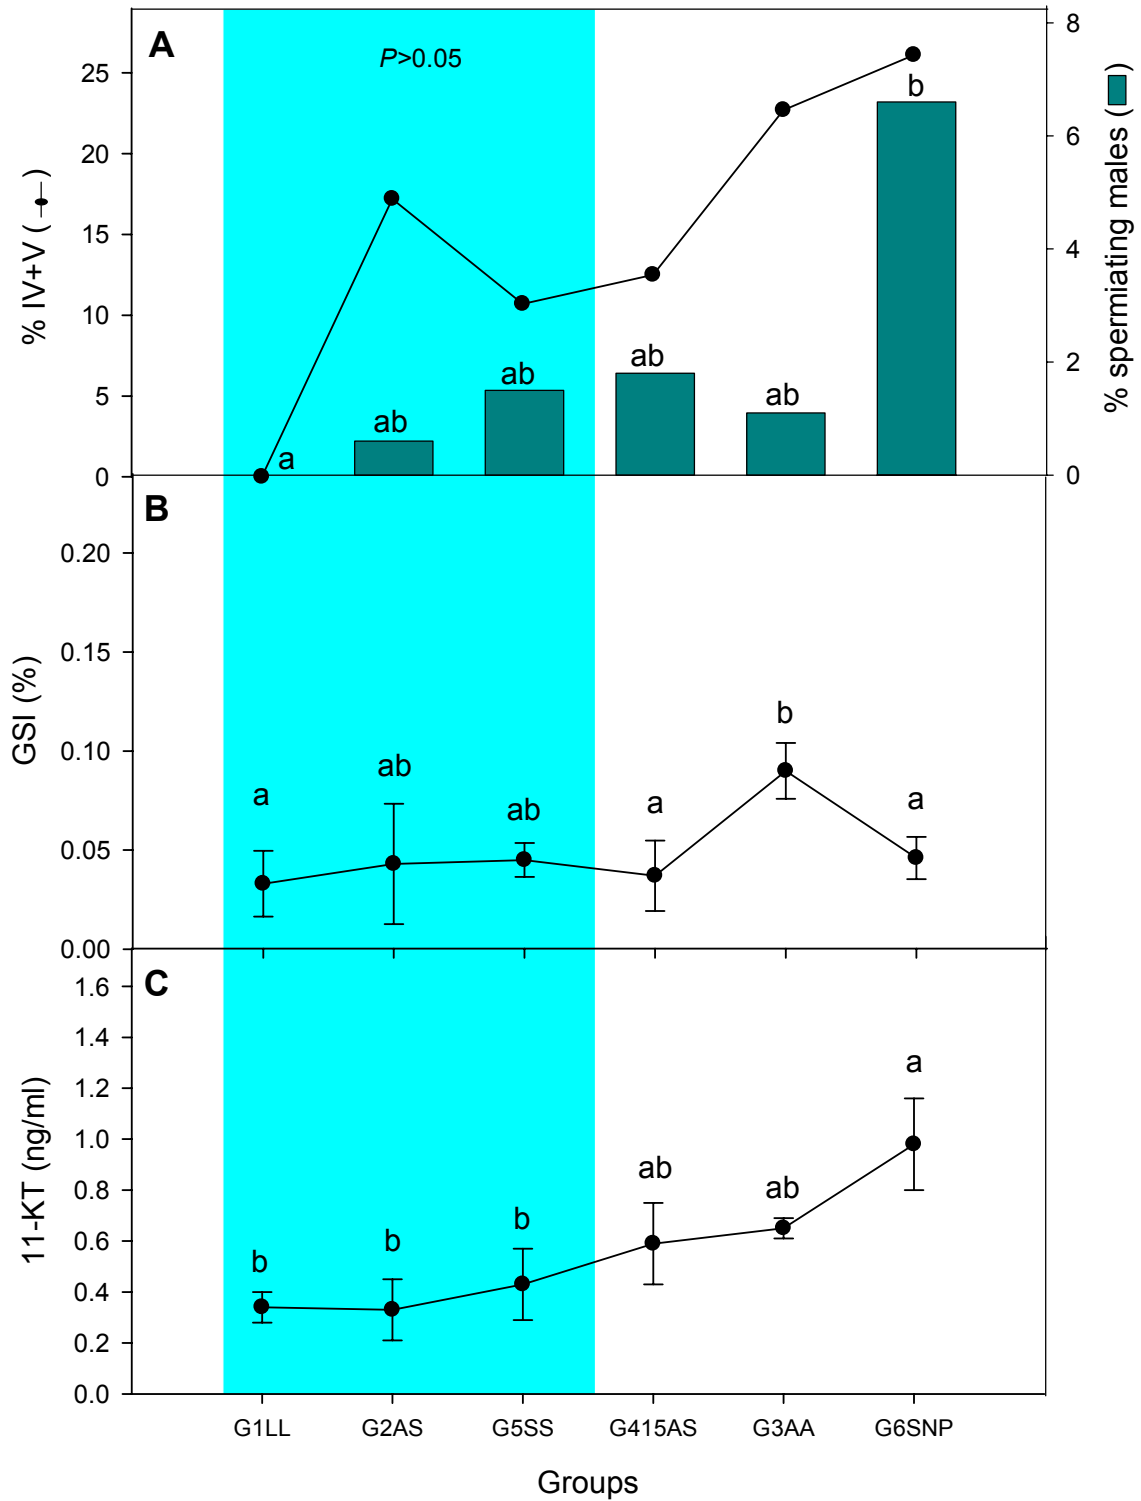 A
P>0.05
8
25
20
15
10
5
0
6
4
2
0
% IV+V ( )
% spermiating males ( )
b
ab
ab
ab
ab
a
B
0.20
0.15
0.10
0.05
0.00
GSI (%)
a
ab
ab
a
b
a
C
1.6
1.4
1.2
1.0
0.8
0.6
0.4
0.2
0.0
11-KT (ng/ml)
b
b
b
ab
ab
a
G1LL G2AS G5SS G415AS G3AA G6SNP
Groups